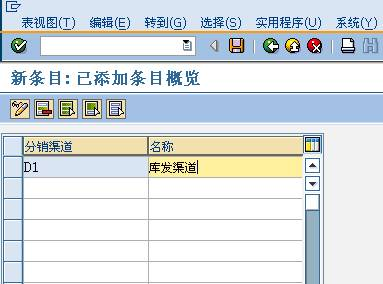 表视图(T) 编辑(E) 转到(G) 选择(S) 实用程序(U) 系统(Y)
新条目: 已添加条目概览
分销渠道 名称
D1 库发渠道